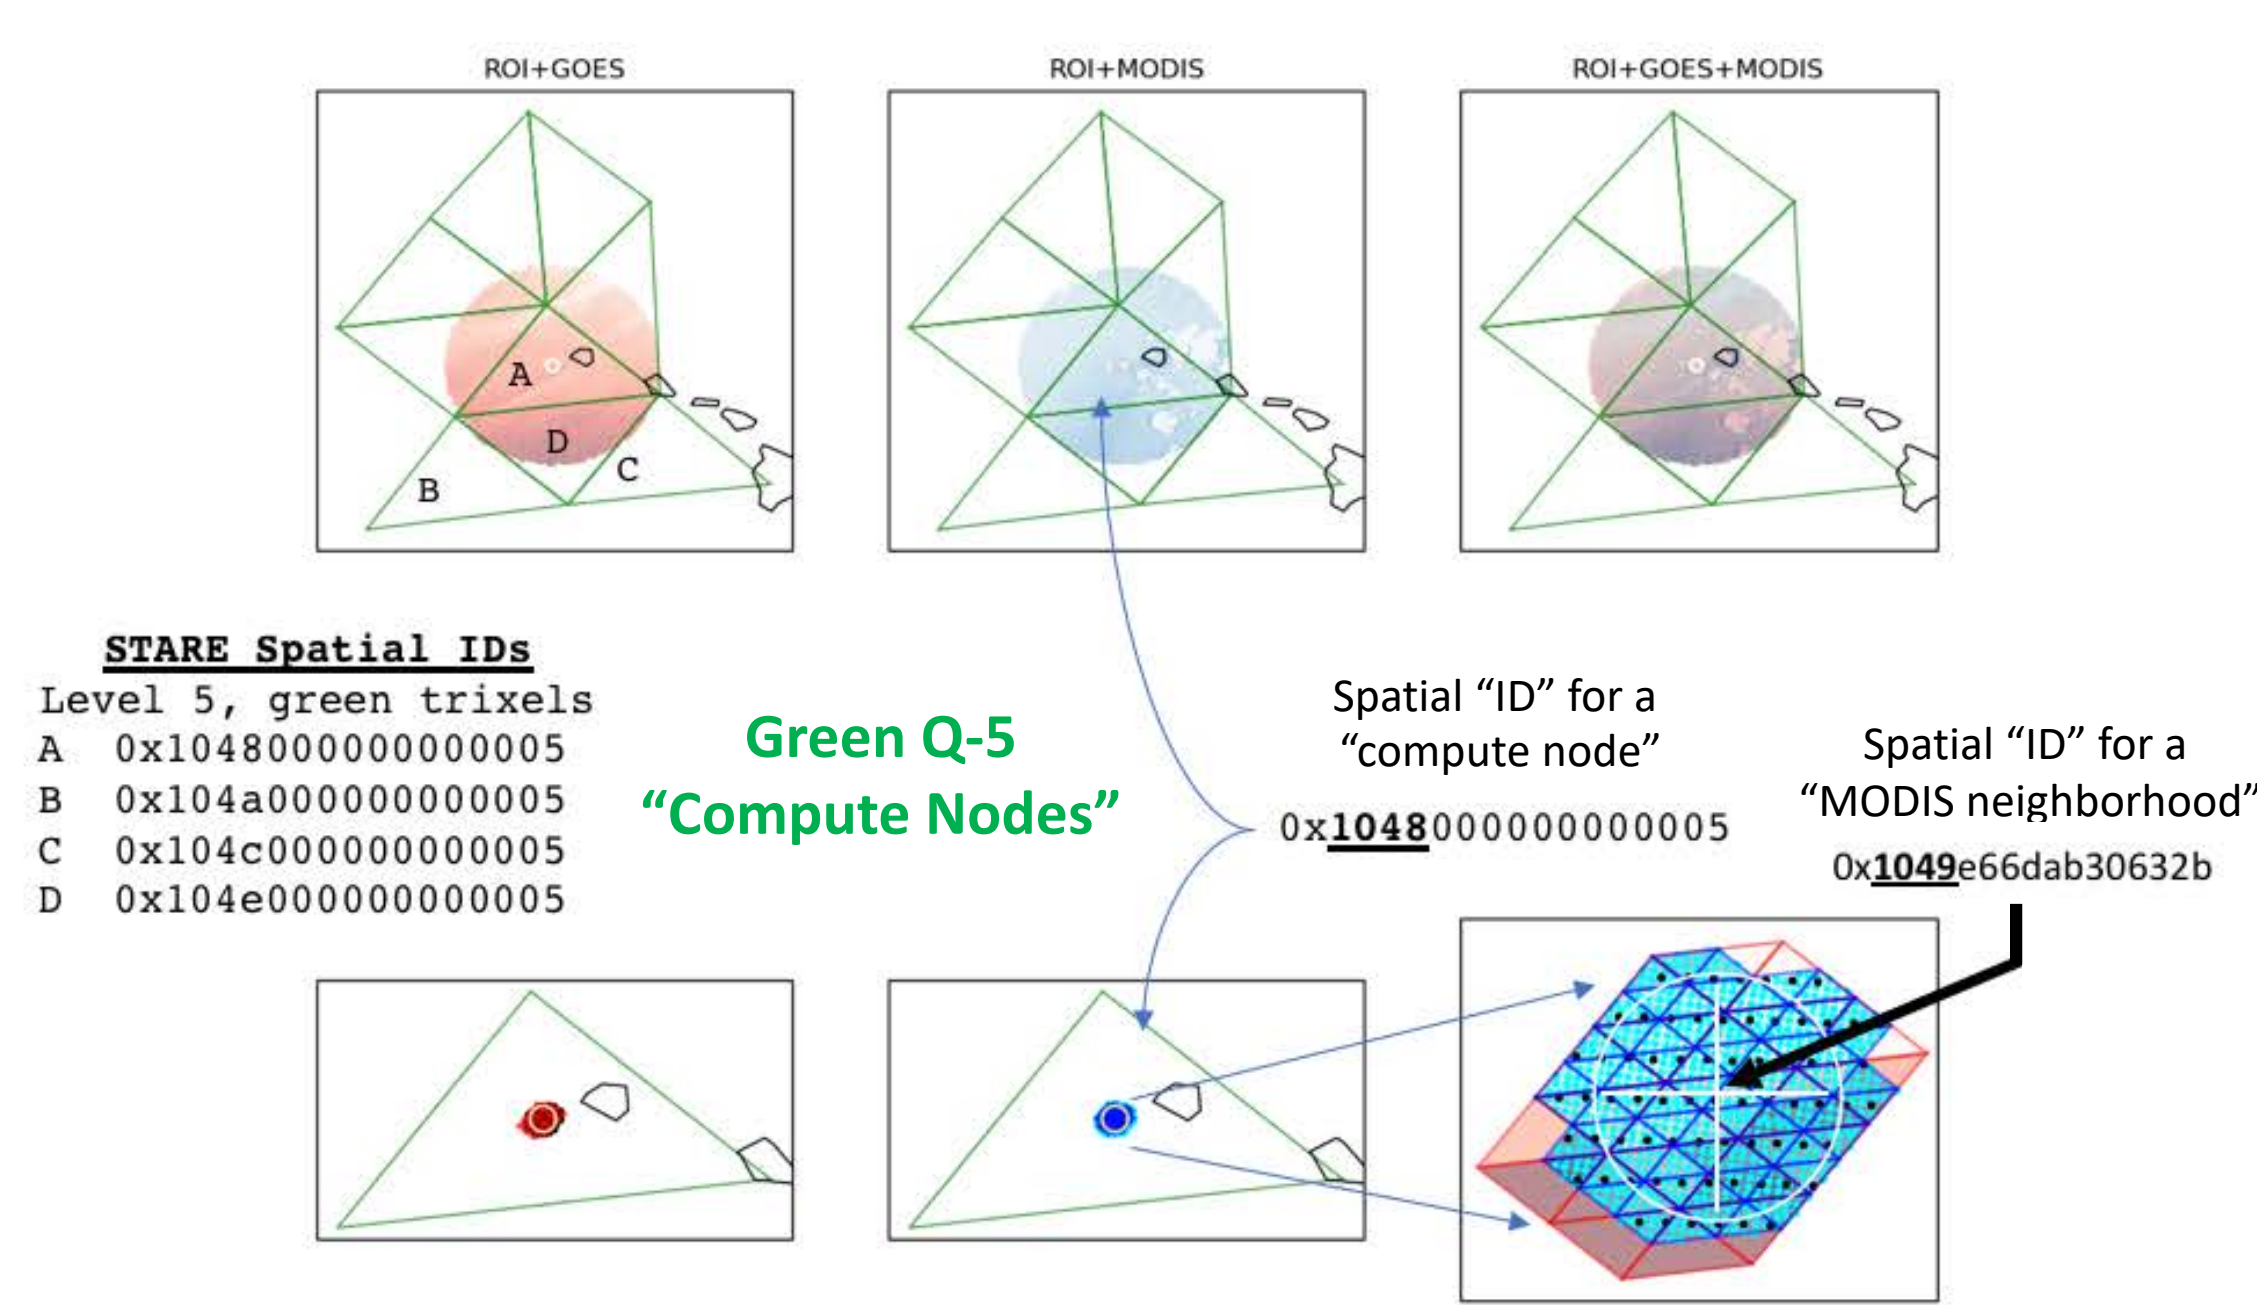 ROI+GOES
ROI+MODIS
ROI+GOES+MODIS
A
D
C
B
STARE Spatial IDs
Level 5, green trixels
A 0x1048000000000005
B 0x104a000000000005
C 0x104c000000000005
D 0x104e000000000005
Green Q-5
“Compute Nodes”
Spatial “ID” for a
“compute node”
0x1048000000000005
Spatial “ID” for a
“MODIS neighborhood”
0x1049e66dab30632b